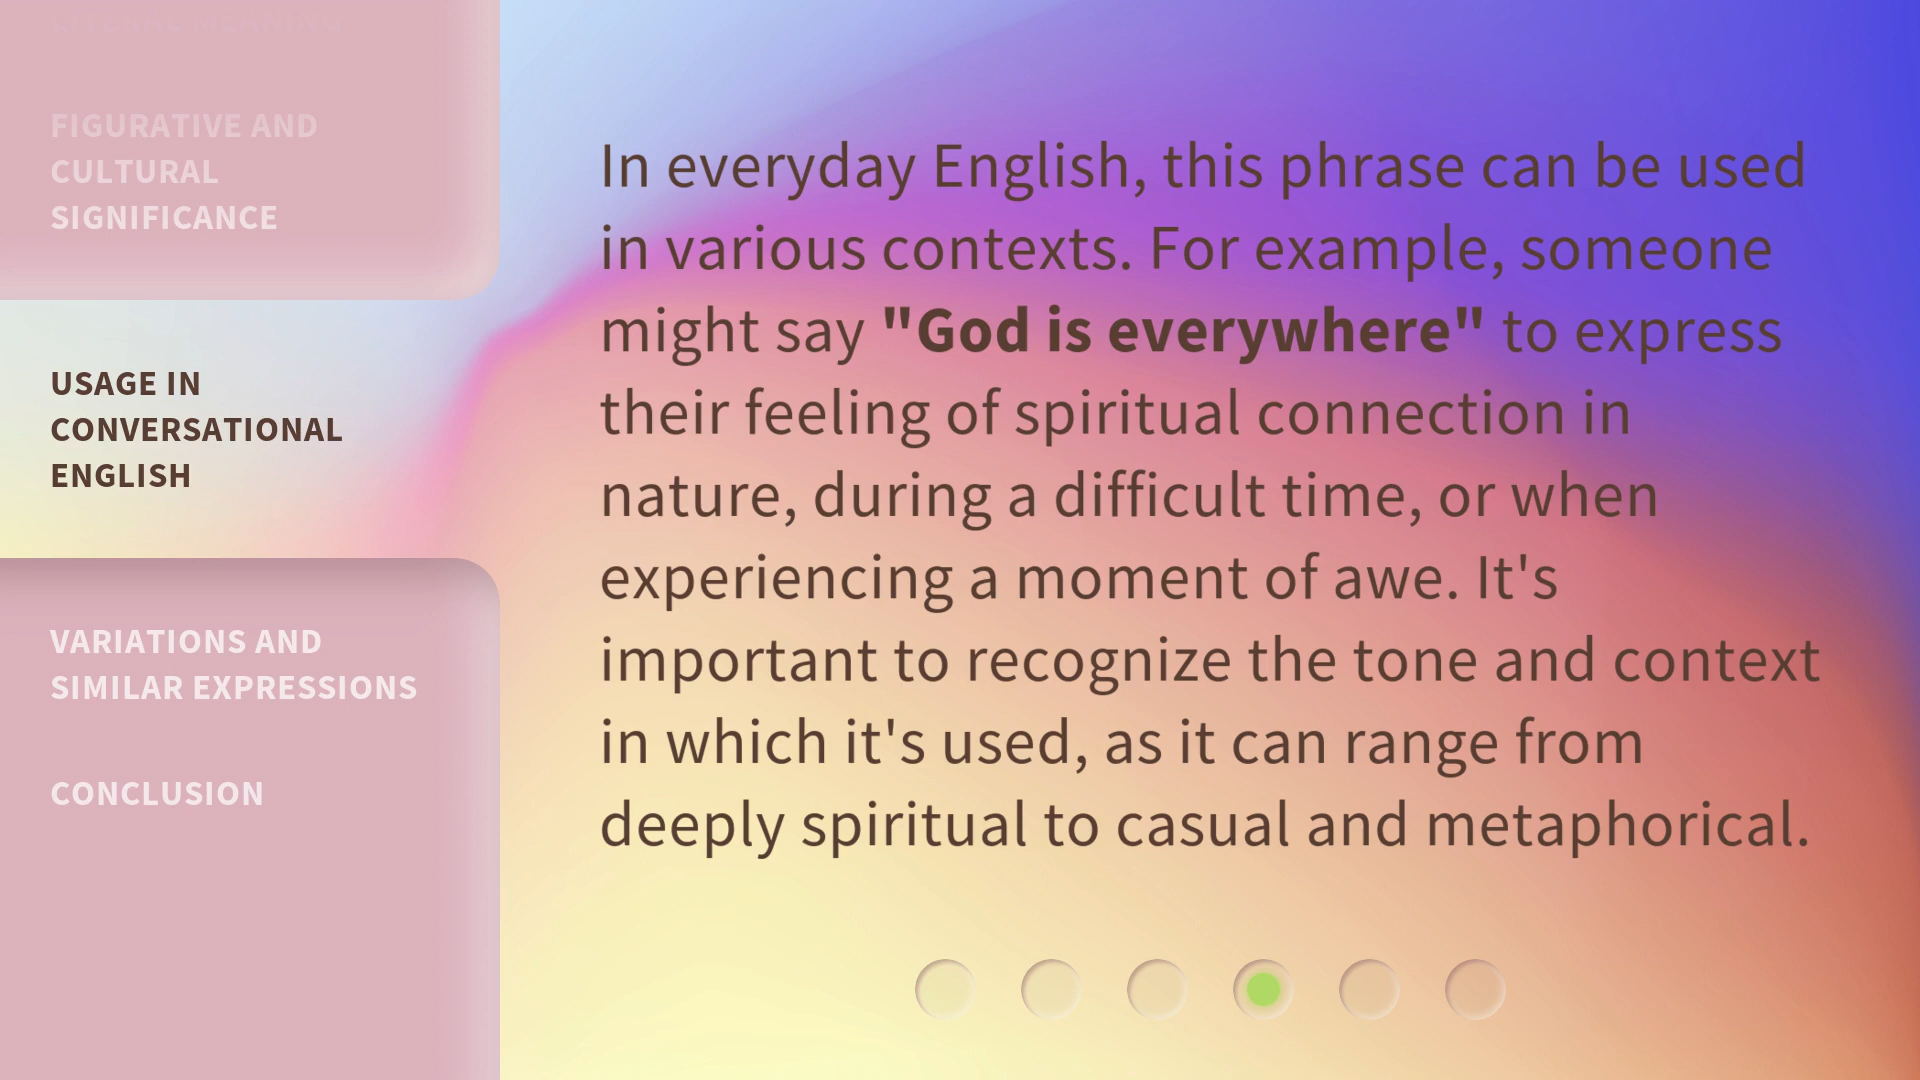 FIGURATIVE AND
CULTURAL
SIGNIFICANCE
USAGE IN
CONVERSATIONAL
ENGLISH
VARIATIONS AND
SIMILAR EXPRESSIONS
CONCLUSION
In everyday English, this phrase can be used
in various contexts. For example, someone
might say "God is everywhere" to express
their feeling of spiritual connection in
nature, during a difficult time, or when
experiencing a moment of awe. It's
important to recognize the tone and context
in which it's used, as it can range from
deeply spiritual to casual and metaphorical.